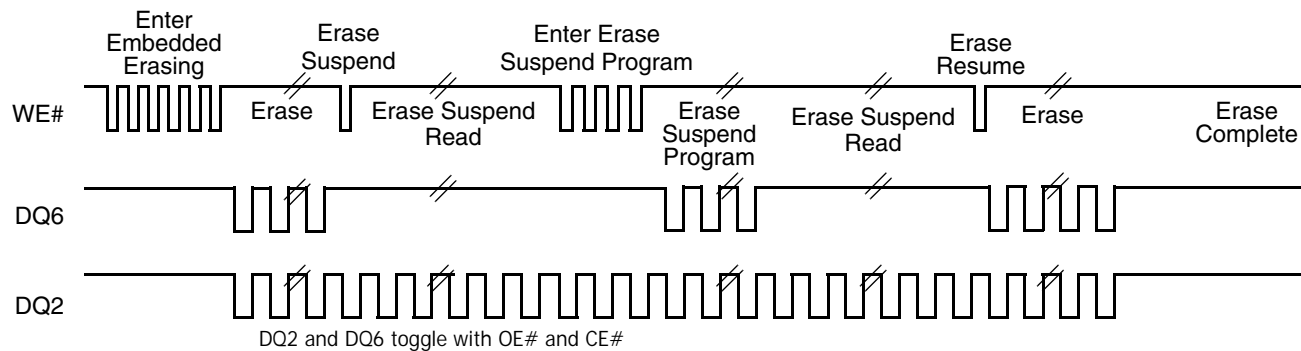 Enter
Embedded
Erasing
Erase
Suspend
Enter Erase
Suspend Program
Erase
Resume
WE#
Erase
Erase Suspend
Read
Erase
Suspend
Program
Erase Suspend
Read
Erase
Erase
Complete
DQ6
DQ2
DQ2 and DQ6 toggle with OE# and CE#